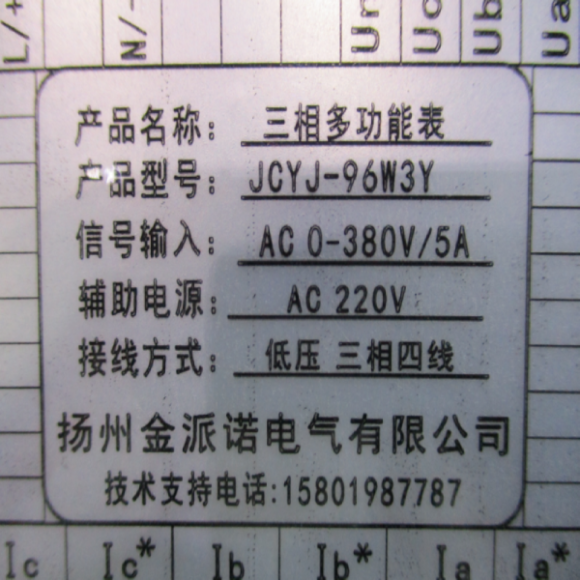 L/+ N/- Un Uc Ub Ua
产品名称: 三相多功能表
产品型号: JCYJ-96W3Y
信号输入: AC 0-380V/5A
辅助电源: AC 220V
接线方式: 低压 三相四线
扬州金派诺电气有限公司
技术支持电话:15801987787
Ic Ic* Ib Ib* Ia Ia*